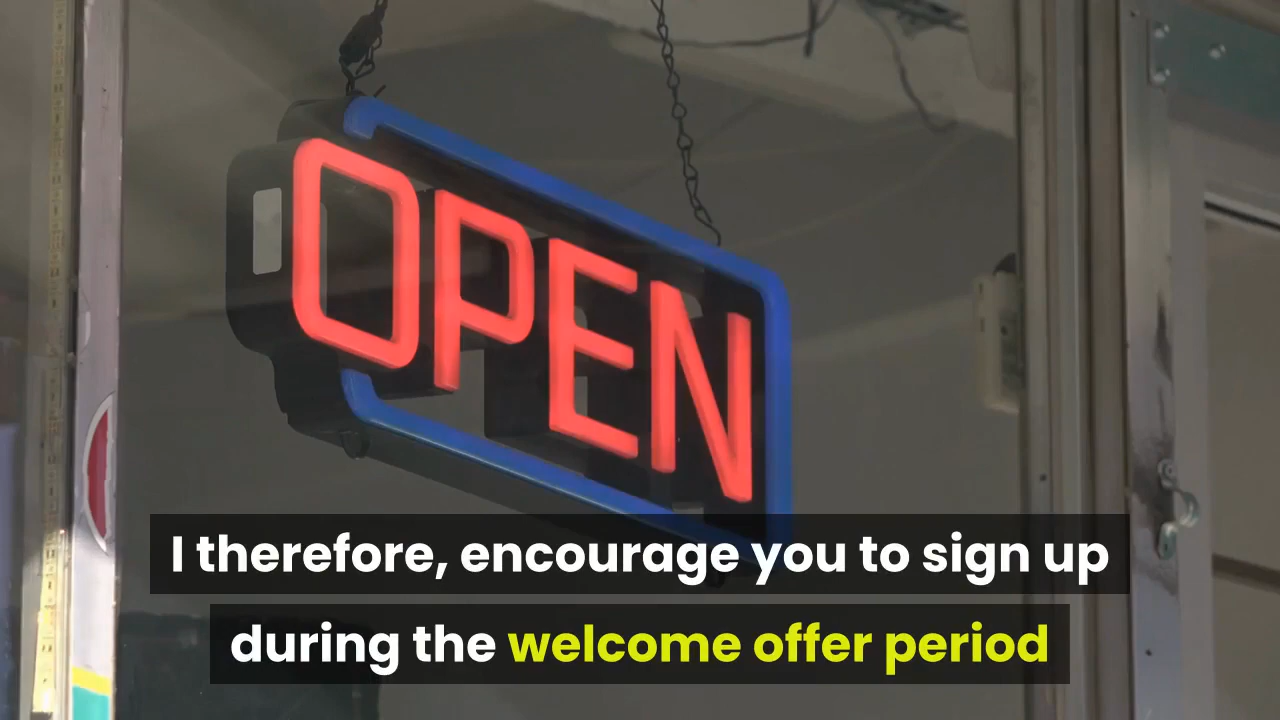 OPEN
I therefore, encourage you to sign up
during the welcome offer period